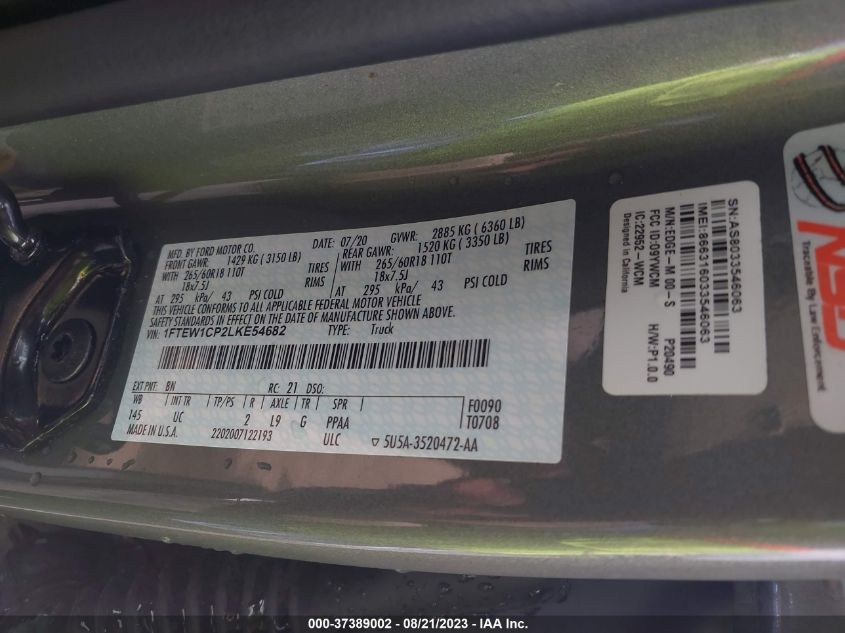 MFD. BY FORD MOTOR CO.
DATE: 07/20 GVWR: 2885 KG ( 6360 LB)
FRONT GAWR: 1429 KG ( 3150 LB)
265/60R18 110T TIRES
18x7.5J RIMS
AT 295 kPa/ 43 PSI COLD
REAR GAWR: 1520 KG ( 3350 LB)
265/60R18 110T TIRES
18x7.5J RIMS
AT 295 kPa/ 43 PSI COLD
THIS VEHICLE CONFORMS TO ALL APPLICABLE FEDERAL MOTOR VEHICLE
SAFETY STANDARDS IN EFFECT ON THE DATE OF MANUFACTURE SHOWN ABOVE.
VIN: 1FTEW1CP2LKE54682 TYPE: Truck
EXT PNT: BN RC: 21 DSO:
WB INT TR TP/PS R AXLE TR SPR
145 UC 2 L9 G PPAA
F0090
T0708
MADE IN U.S.A. 2202007122193 ULC 5U5A-3520472-AA
SN:AS8033546063
IMEI:866316033546063
M/N:EDGE-M 00-S P20490
FCC ID:O9YWCM H/W:P1.0.0
IC:22952-WCM
Designed in California
Traceable By Law Enforcement
000-37389002 - 08/21/2023 - IAA Inc.